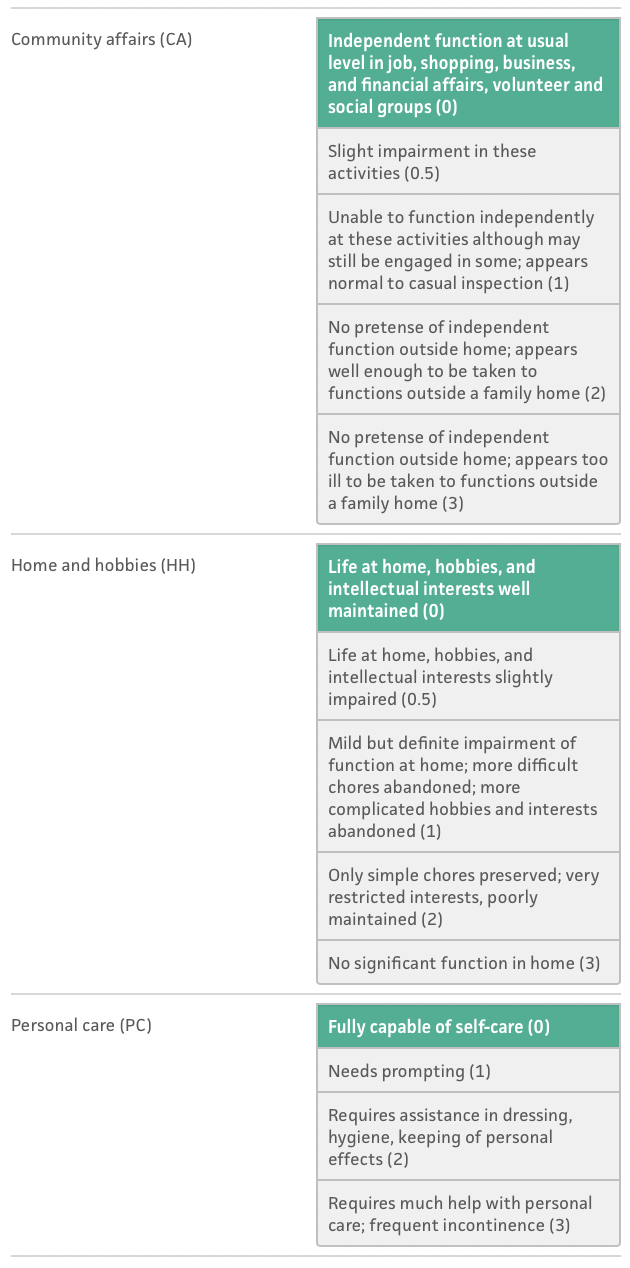 Community affairs (CA)
Independent function at usual
level in job, shopping, business,
and financial affairs, volunteer and
social groups (0)
Slight impairment in these
activities (0.5)
Unable to function independently
at these activities although may
still be engaged in some; appears
normal to casual inspection (1)
No pretense of independent
function outside home; appears
well enough to be taken to
functions outside a family home (2)
No pretense of independent
function outside home; appears too
ill to be taken to functions outside
a family home (3)
Home and hobbies (HH)
Life at home, hobbies, and
intellectual interests well
maintained (0)
Life at home, hobbies, and
intellectual interests slightly
impaired (0.5)
Mild but definite impairment of
function at home; more difficult
chores abandoned; more
complicated hobbies and interests
abandoned (1)
Only simple chores preserved; very
restricted interests, poorly
maintained (2)
No significant function in home (3)
Personal care (PC)
Fully capable of self-care (0)
Needs prompting (1)
Requires assistance in dressing,
hygiene, keeping of personal
effects (2)
Requires much help with personal
care; frequent incontinence (3)